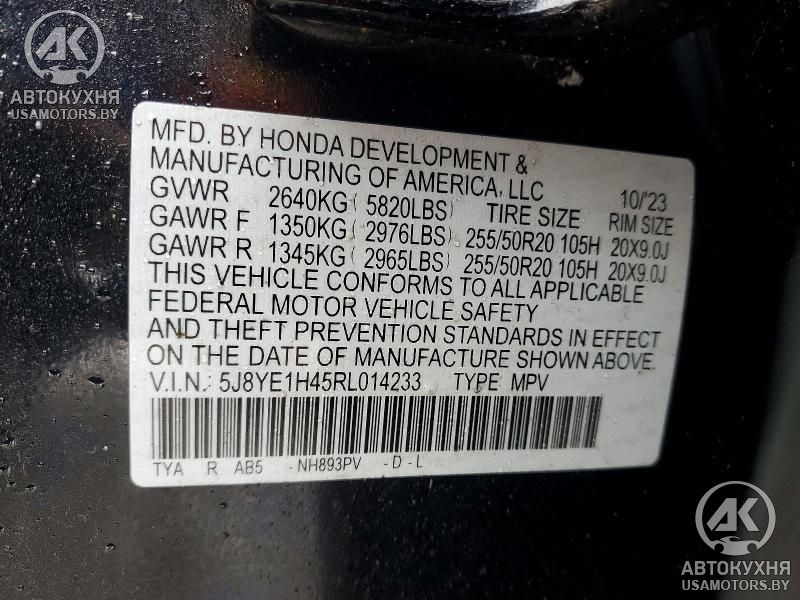 АК
АВТОКУХНЯ
USAMOTORS.BY
MFD. BY HONDA DEVELOPMENT &
MANUFACTURING OF AMERICA, LLC 10/'23
GVWR 2640KG( 5820LBS) TIRE SIZE RIM SIZE
GAWR F 1350KG( 2976LBS) 255/50R20 105H 20X9.0J
GAWR R 1345KG( 2965LBS) 255/50R20 105H 20X9.0J
THIS VEHICLE CONFORMS TO ALL APPLICABLE
FEDERAL MOTOR VEHICLE SAFETY
AND THEFT PREVENTION STANDARDS IN EFFECT
ON THE DATE OF MANUFACTURE SHOWN ABOVE.
V.I.N.: 5J8YE1H45RL014233 TYPE: MPV
TYA R AB5 -NH893PV -D-L
АК
АВТОКУХНЯ
USAMOTORS.BY